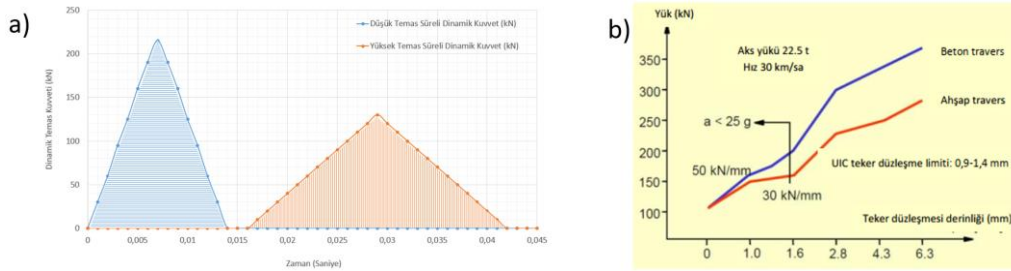 a)
Düşük Temas Süreli Dinamik Kuvvet (kN)
Yüksek Temas Süreli Dinamik Kuvvet (kN)
Dinamik Temas Kuvveti (kN)
250
200
150
100
50
0
0
0,005
0,01
0,015
0,02
0,025
0,03
0,035
0,04
0,045
Zaman (Saniye)
b)
Yük (kN)
Aks yükü 22.5 t
Hız 30 km/sa
Beton travers
Ahşap travers
a < 25 g
UIC teker düzleşme limiti: 0,9-1,4 mm
50 kN/mm
30 kN/mm
Teker düzleşmesi derinliği (mm)
350
300
250
200
150
100
0
1.0
1.6
2.8
4.3
6.3